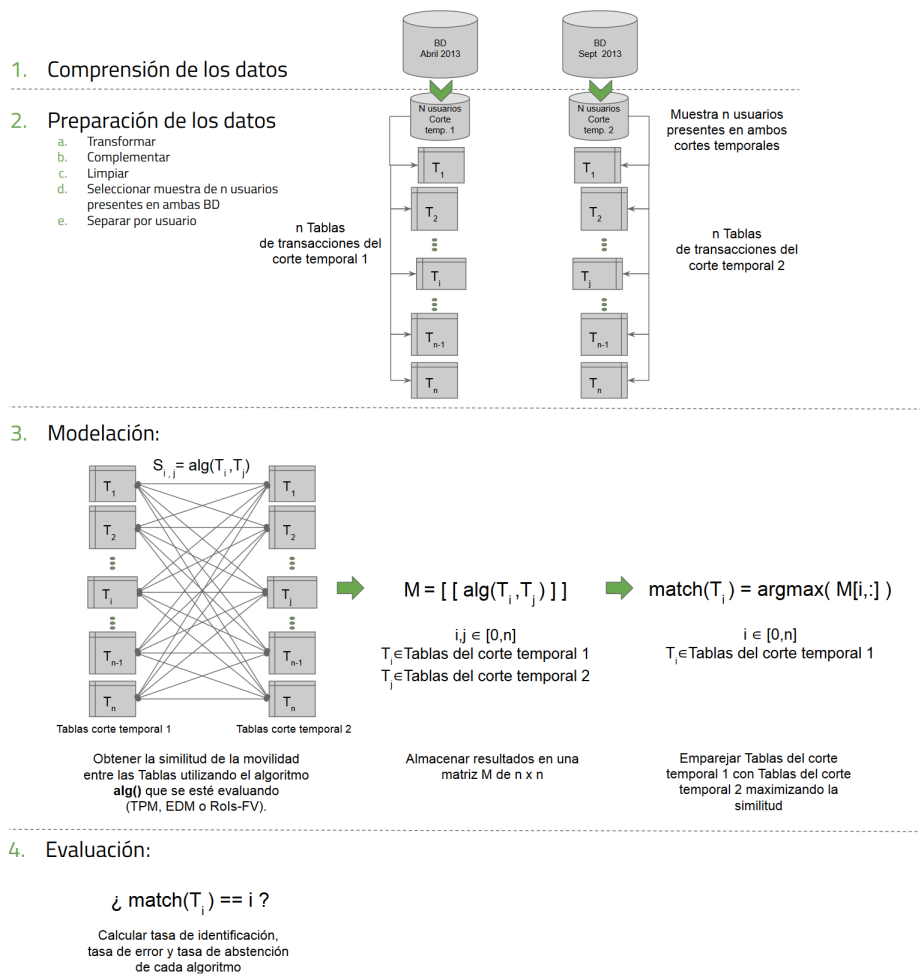 BD
Abril 2013
BD
Sept 2013
1. Comprensión de los datos
N usuarios
Corte
temp. 1
N usuarios
Corte
temp. 2
2. Preparación de los datos
a. Transformar
b. Complementar
c. Limpiar
d. Seleccionar muestra de n usuarios
presentes en ambas BD
e. Separar por usuario
Muestra n usuarios
presentes en ambos
cortes temporales
n Tablas
de transacciones del
corte temporal 1
T1
T2
Ti
Tn-1
Tn
T1
T2
Tj
Tn-1
Tn
n Tablas
de transacciones del
corte temporal 2
3. Modelación:
Si,j= alg(Ti,Tj)
T1
T2
Ti
Tn-1
Tn
T1
T2
Tj
Tn-1
Tn
Tablas corte temporal 1
Tablas corte temporal 2
Obtener la similitud de la movilidad
entre las Tablas utilizando el algoritmo
alg() que se esté evaluando
(TPM, EDM o RoIs-FV).
M = [ [ alg(Ti,Tj) ] ]
i,j ∈ [0,n]
Ti∈Tablas del corte temporal 1
Tj∈Tablas del corte temporal 2
Almacenar resultados en una
matriz M de n x n
match(Ti) = argmax( M[i,:] )
i ∈ [0,n]
Ti∈Tablas del corte temporal 1
Emparejar Tablas del corte
temporal 1 con Tablas del corte
temporal 2 maximizando la
similitud
4. Evaluación:
¿ match(Ti) == i ?
Calcular tasa de identificación,
tasa de error y tasa de abstención
de cada algoritmo